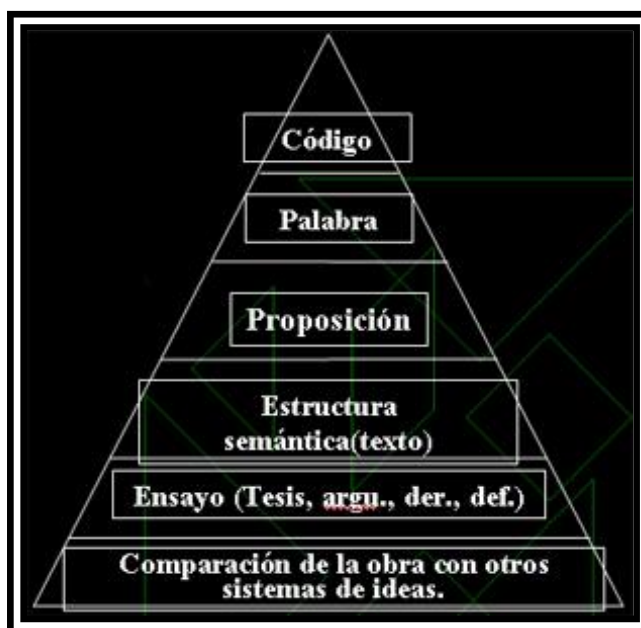 Código
Palabra
Proposición
Estructura
semántica(texto)
Ensayo (Tesis, argu., der., def.)
Comparación de la obra con otros
sistemas de ideas.